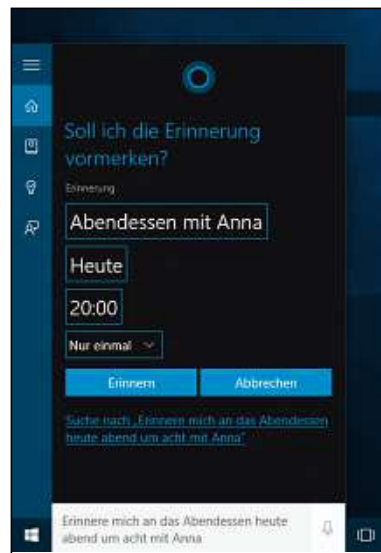 Soll ich die Erinnerung
vormerken?
Erinnerung
Abendessen mit Anna
Heute
20:00
Nur einmal
Erinnern
Abbrechen
Suche nach „Erinnere mich an das Abendessen
heute abend um acht mit Anna"
Erinnere mich an das Abendessen heute
abend um acht mit Anna